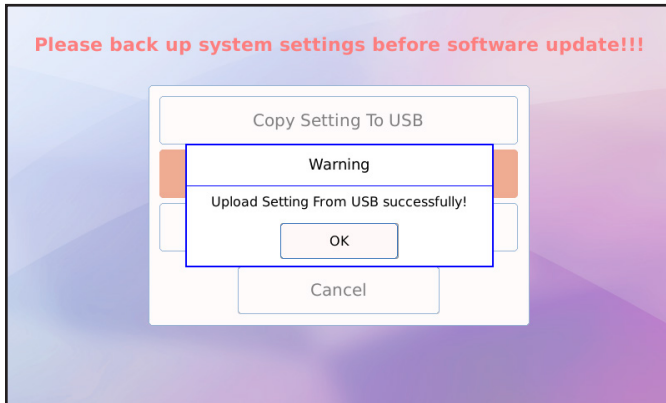 Please back up system settings before software update!!!
Copy Setting To USB
Warning
Upload Setting From USB successfully!
OK
Cancel